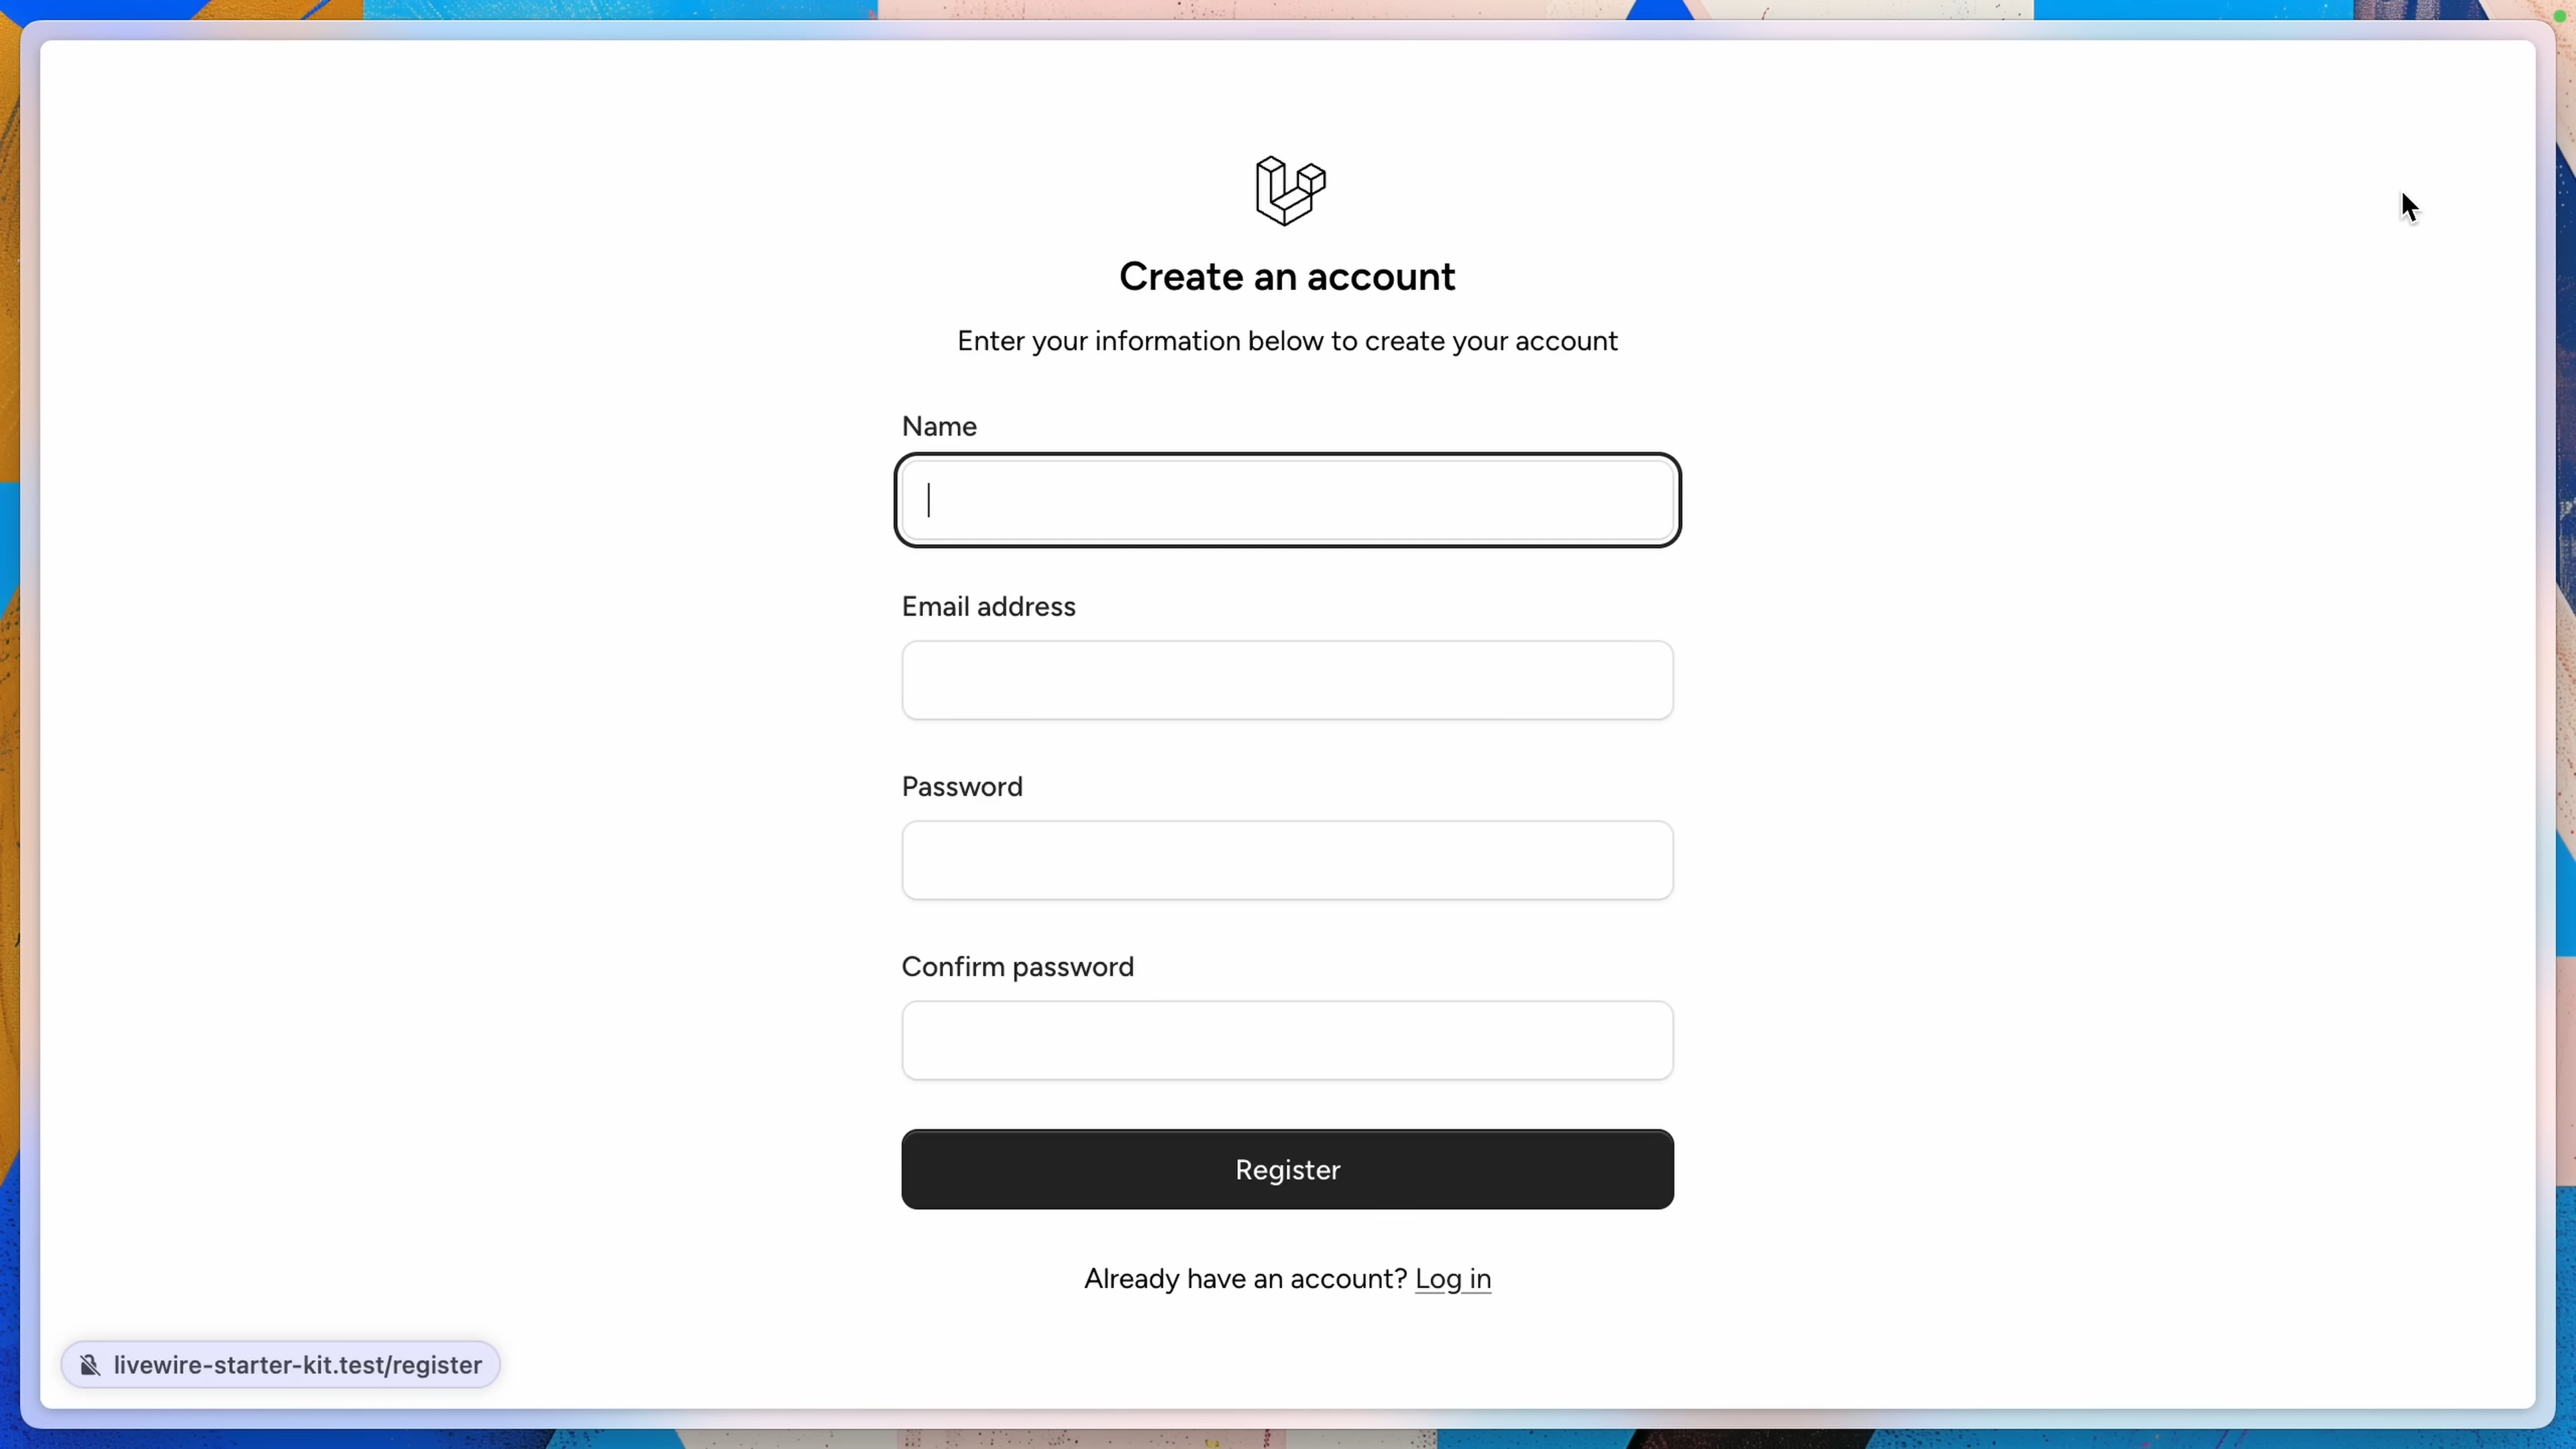 Create an account
Enter your information below to create your account
Name
Email address
Password
Confirm password
Register
Already have an account? Log in
livewire-starter-kit.test/register